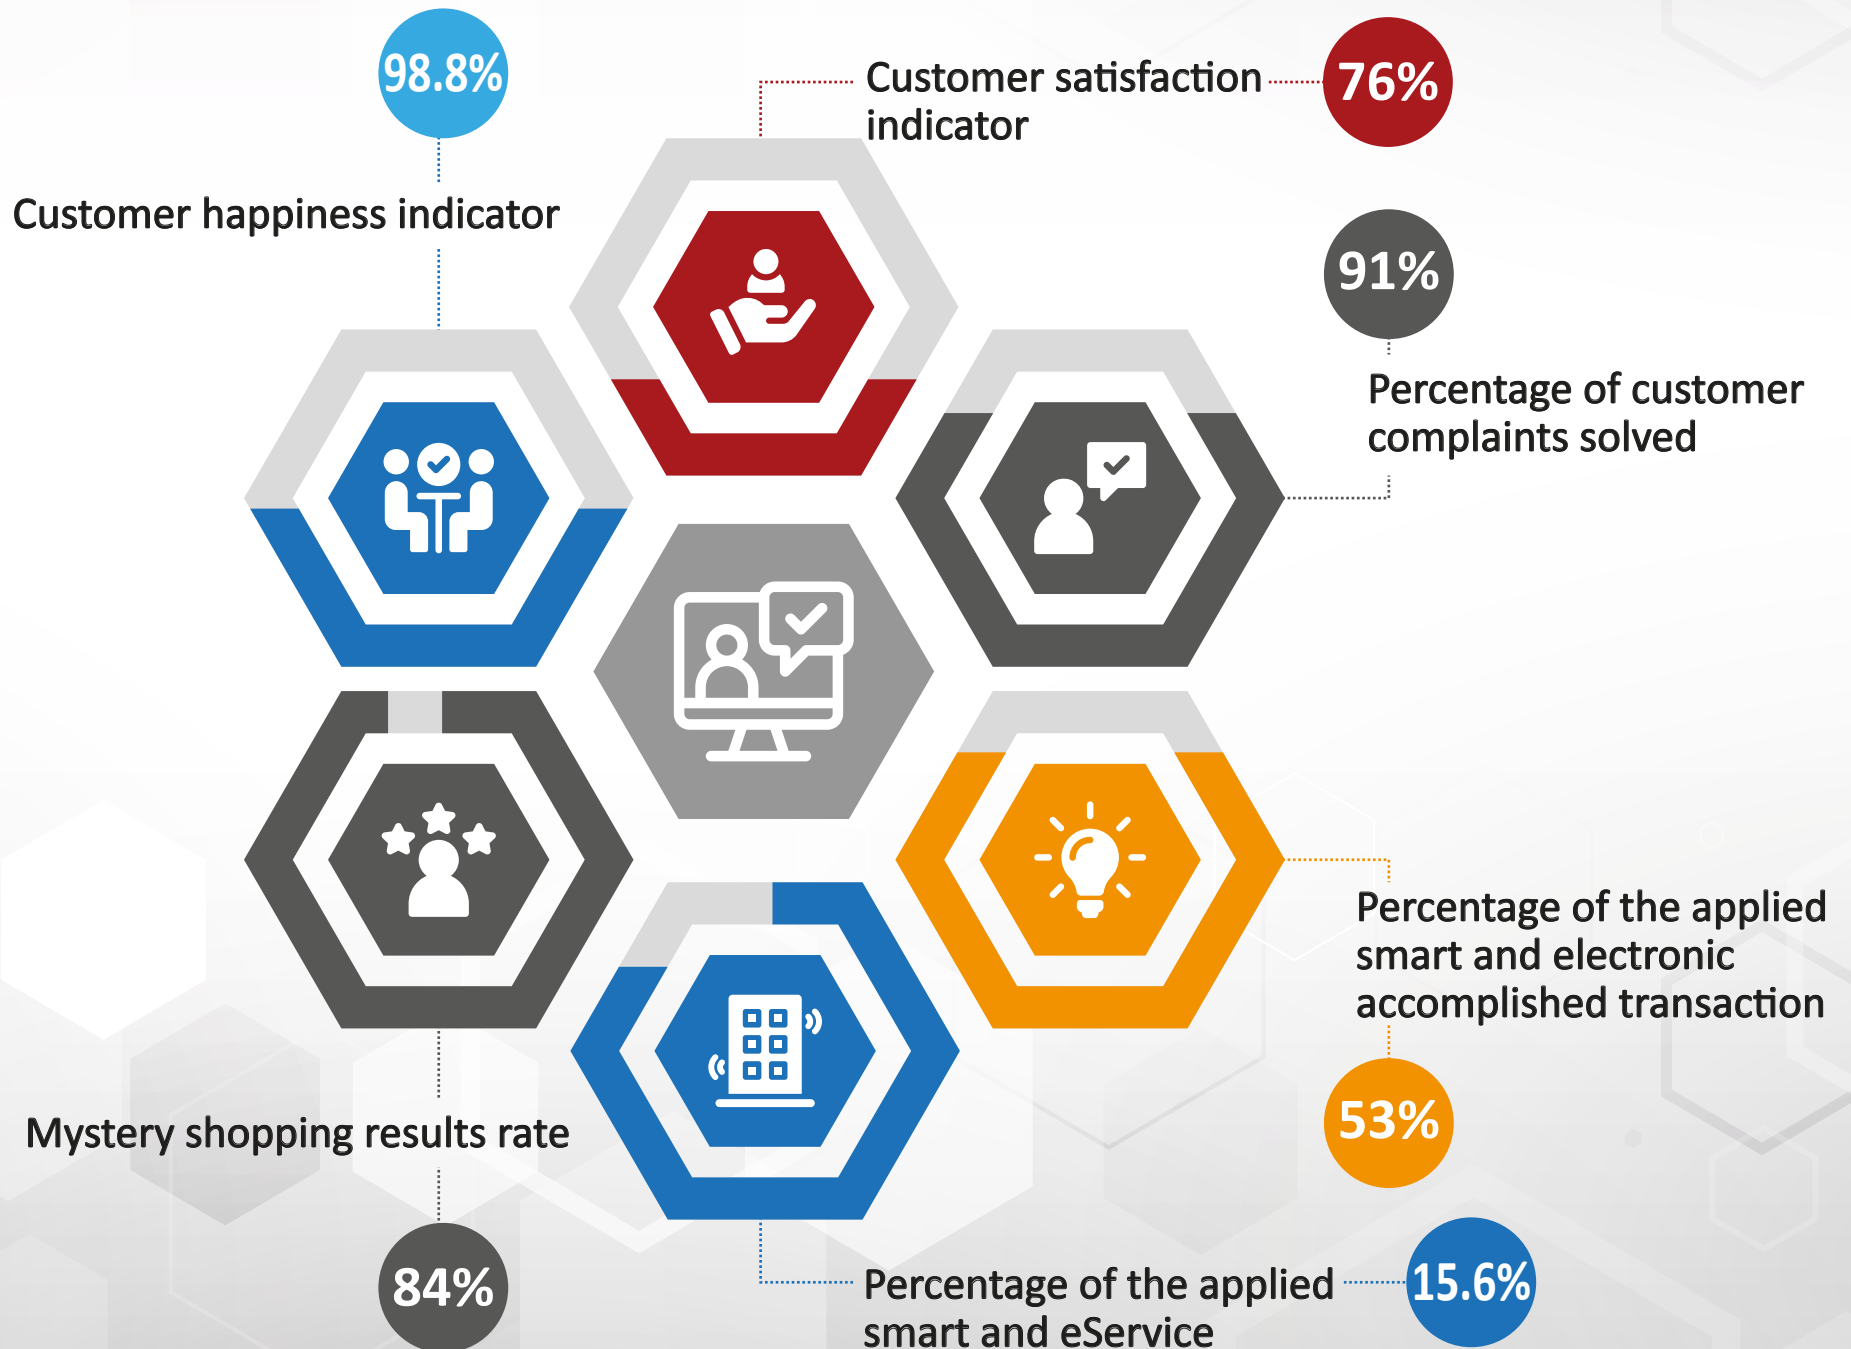 98.8%
Customer happiness indicator
Customer satisfaction
indicator
76%
91%
Percentage of customer
complaints solved
Percentage of the applied
smart and electronic
accomplished transaction
53%
Mystery shopping results rate
84%
Percentage of the applied
smart and eService
15.6%